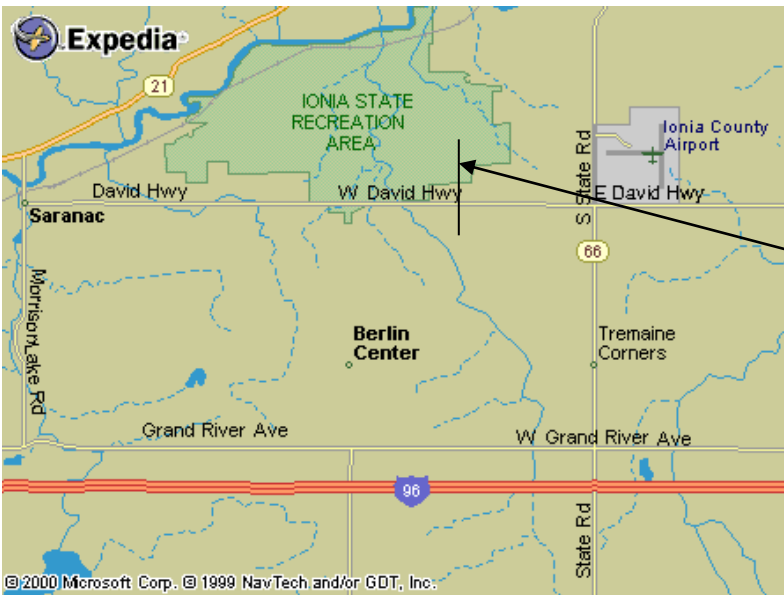 Expedia
21
IONIA STATE
RECREATION
AREA
S State Rd
Ionia County
Airport
David Hwy
W David Hwy
E David Hwy
Saranac
66
Morrison Lake Rd
Berlin
Center
Tremaine
Corners
Grand River Ave
W Grand River Ave
96
State Rd
© 2000 Microsoft Corp. © 1999 NavTech and/or GDT, Inc.